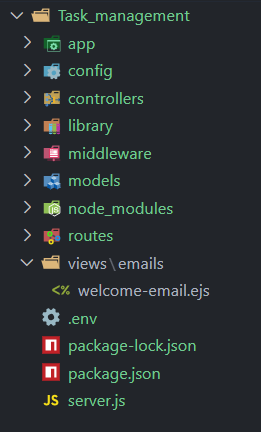 Task_management
app
config
controllers
library
middleware
models
node_modules
routes
views\emails
<%> welcome-email.ejs
.env
package-lock.json
package.json
JS server.js